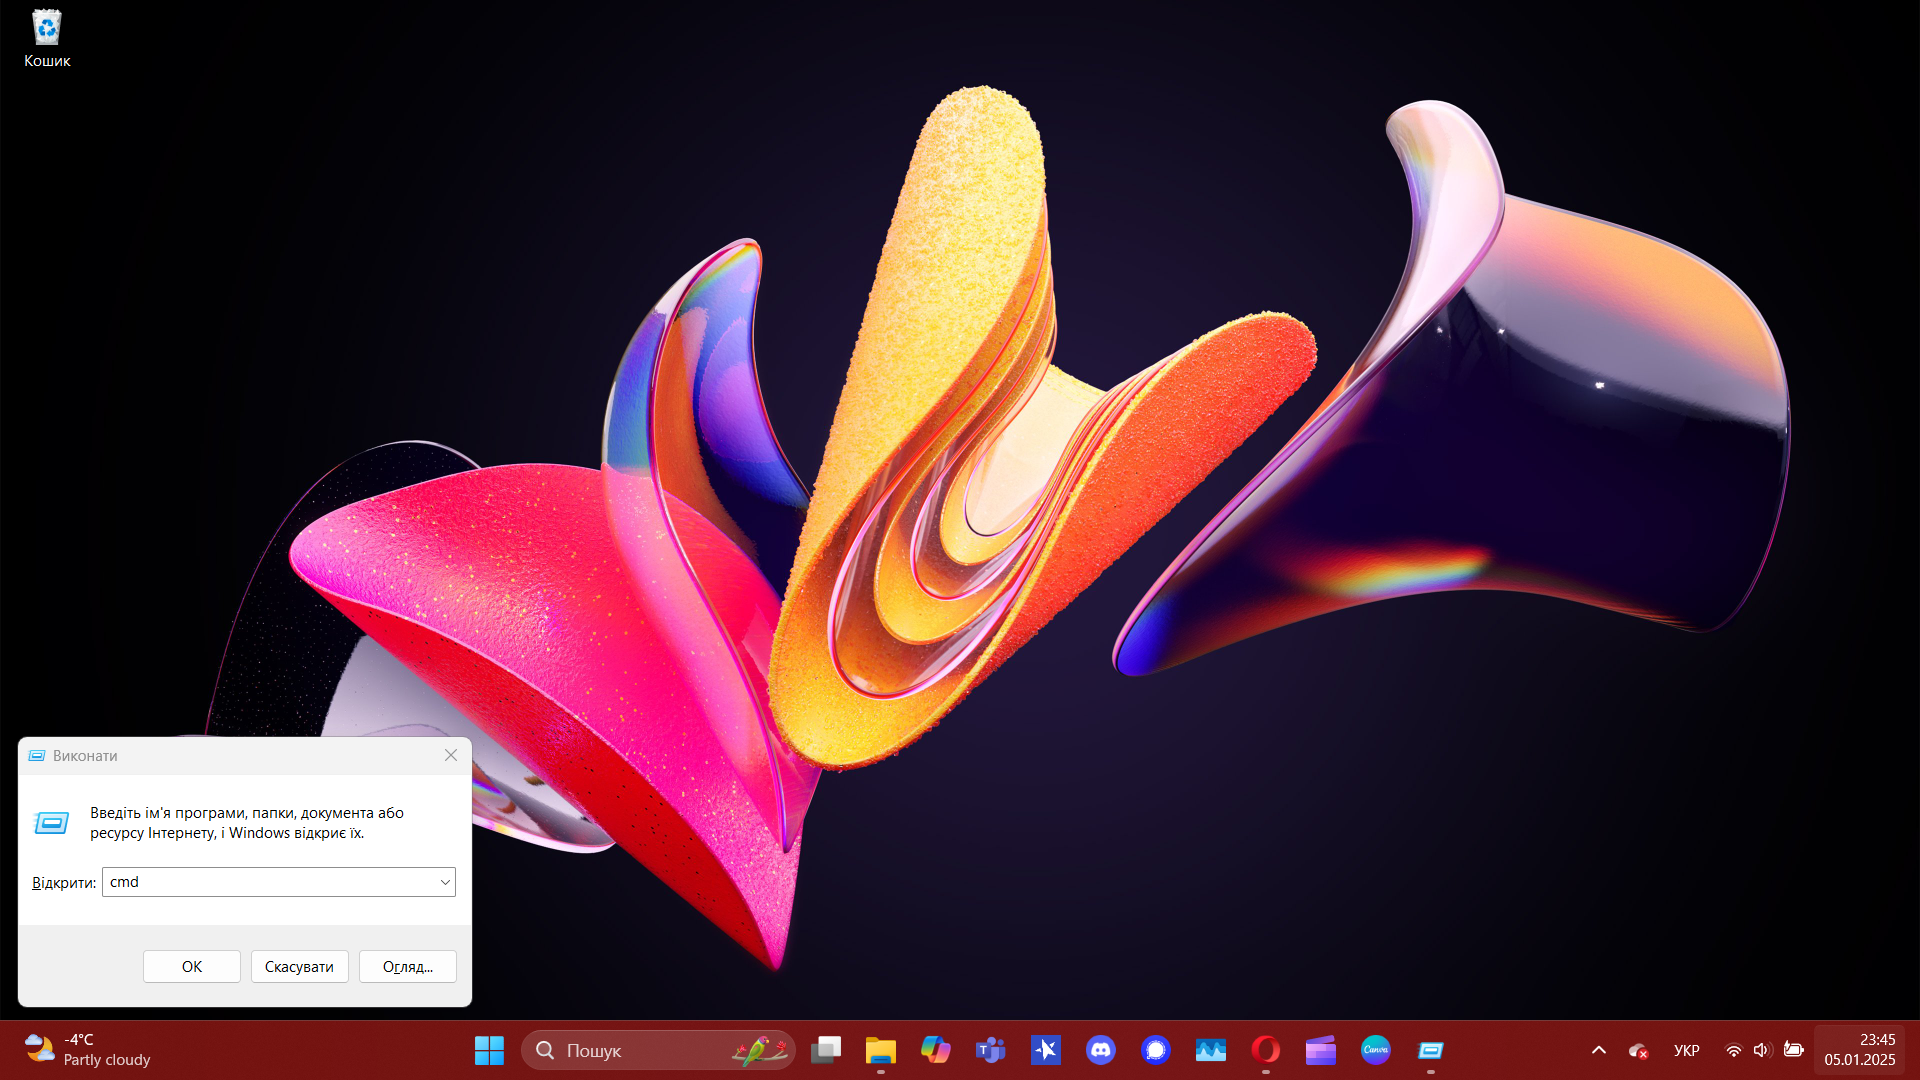 Кошик
Виконати
Введіть ім'я програми, папки, документа або
ресурсу Інтернету, і Windows відкриє їх.
Відкрити: cmd
ОК
Скасувати
Огляд...
-4°C
Partly cloudy
Пошук
Canva
УКР
23:45
05.01.2025